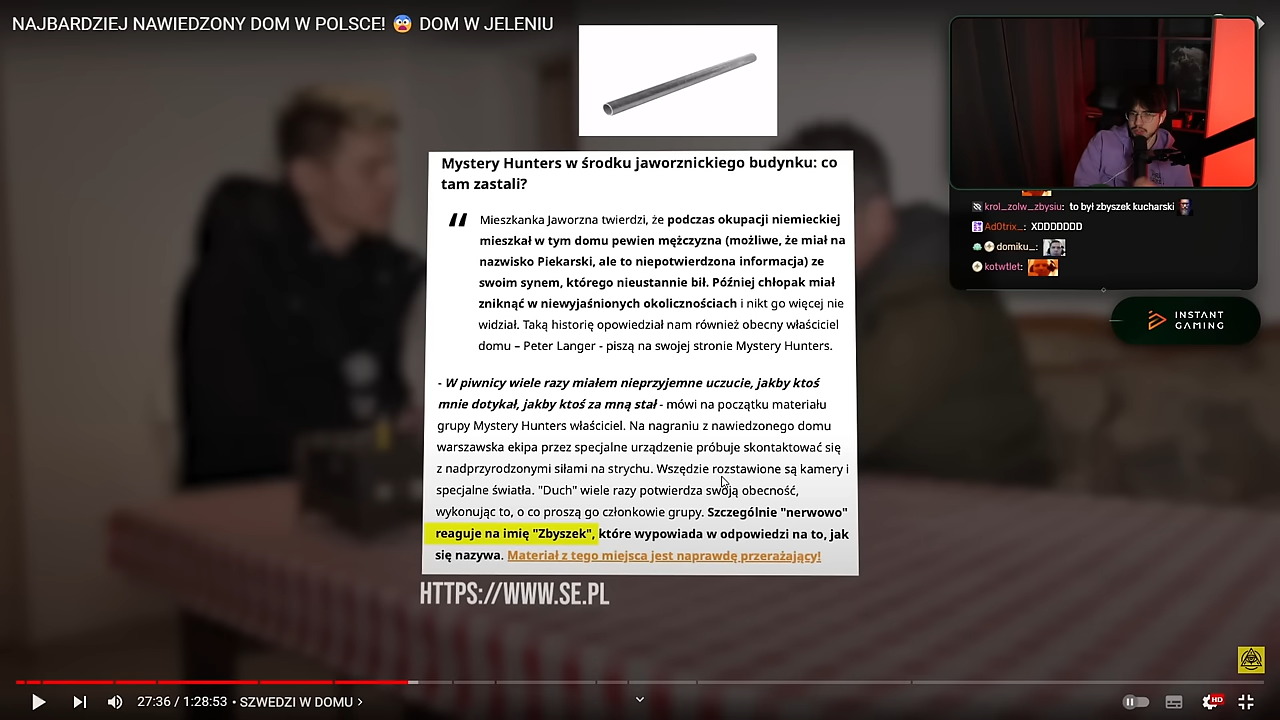 NAJBARDZIEJ NAWIEDZONY DOM W POLSCE! 😨 DOM W JELENIU
Mystery Hunters w środku jaworznickiego budynku: co
tam zastali?
“ Mieszkanka Jaworzna twierdzi, że podczas okupacji niemieckiej
mieszkał w tym domu pewien mężczyzna (możliwe, że miał na
nazwisko Piekarski, ale to niepotwierdzona informacja) ze
swoim synem, którego nieustannie bił. Później chłopak miał
zniknąć w niewyjaśnionych okolicznościach i nikt go więcej nie
widział. Taką historię opowiedział nam również obecny właściciel
domu – Peter Langer - piszą na swojej stronie Mystery Hunters.
- W piwnicy wiele razy miałem nieprzyjemne uczucie, jakby ktoś
mnie dotykał, jakby ktoś za mną stał - mówi na początku materiału
grupy Mystery Hunters właściciel. Na nagraniu z nawiedzonego domu
warszawska ekipa przez specjalne urządzenie próbuje skontaktować się
z nadprzyrodzonymi siłami na strychu. Wszędzie rozstawione są kamery i
specjalne światła. "Duch" wiele razy potwierdza swoją obecność,
wykonując to, o co proszą go członkowie grupy. Szczególnie "nerwowo"
reaguje na imię "Zbyszek", które wypowiada w odpowiedzi na to, jak
się nazywa. Materiał z tego miejsca jest naprawdę przerażający!
HTTPS://WWW.SE.PL
krol_zolw_zbysiu: to był zbyszek kucharski
Ad0trix_: XDDDDDDD
domiku_:
kotwtlet:
INSTANT
GAMING
27:36 / 1:28:53 • SZWEDZI W DOMU >
HD